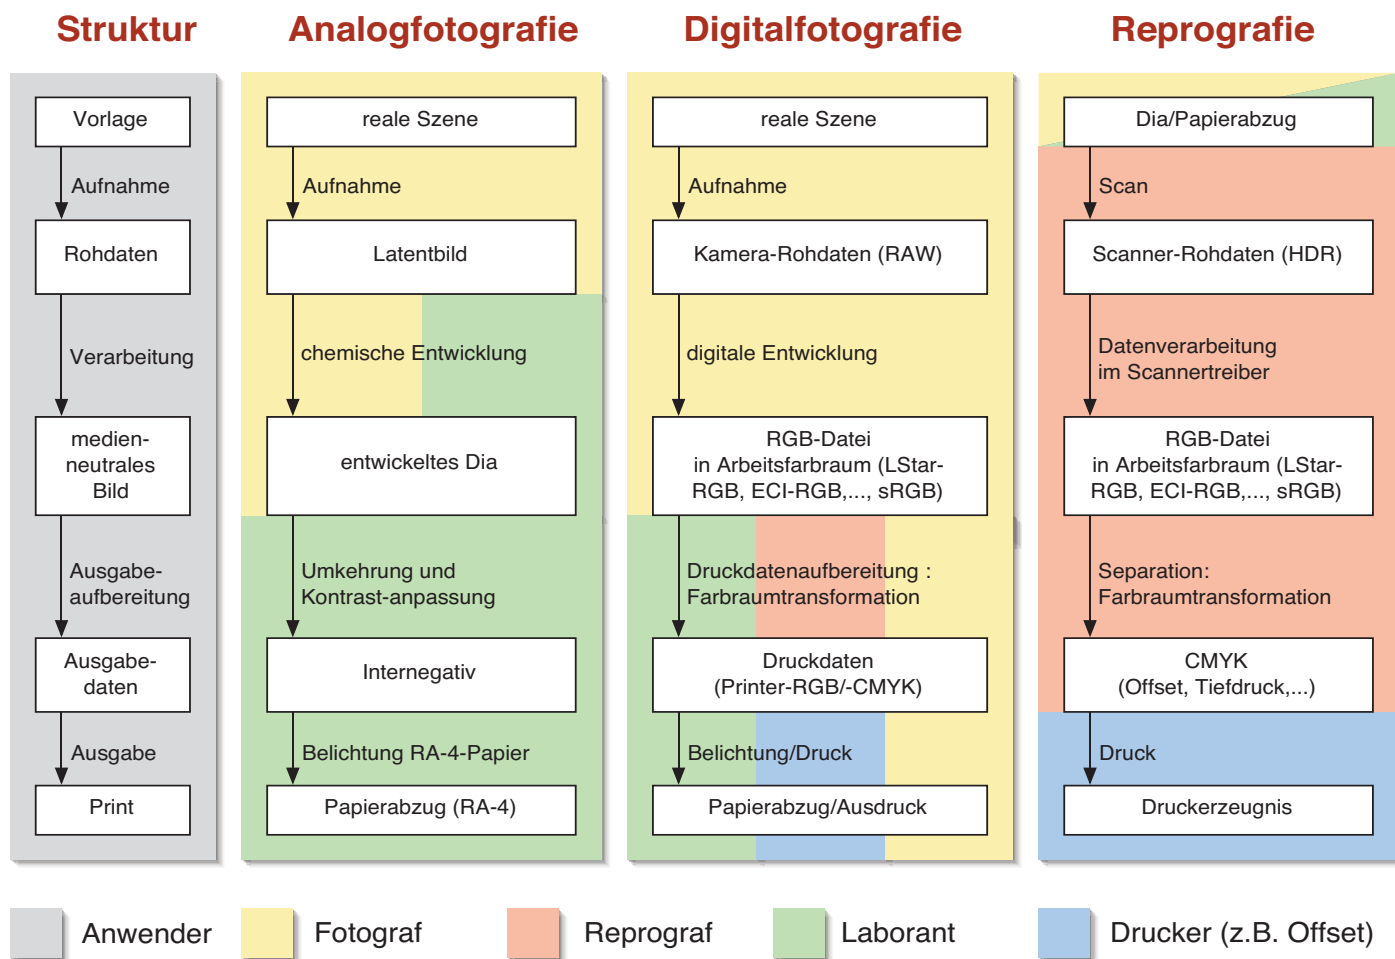 Struktur
Vorlage
Aufnahme
Rohdaten
Verarbeitung
medien-
neutrales
Bild
Ausgabe-
aufbereitung
Ausgabe-
daten
Ausgabe
Print
Analogfotografie
reale Szene
Aufnahme
Latentbild
chemische Entwicklung
entwickeltes Dia
Umkehrung und
Kontrast-anpassung
Internegativ
Belichtung RA-4-Papier
Papierabzug (RA-4)
Digitalfotografie
reale Szene
Aufnahme
Kamera-Rohdaten (RAW)
digitale Entwicklung
RGB-Datei
in Arbeitsfarbraum (LStar-
RGB, ECI-RGB,..., sRGB)
Druckdatenaufbereitung :
Farbraumtransformation
Druckdaten
(Printer-RGB/-CMYK)
Belichtung/Druck
Papierabzug/Ausdruck
Reprografie
Dia/Papierabzug
Scan
Scanner-Rohdaten (HDR)
Datenverarbeitung
im Scannertreiber
RGB-Datei
in Arbeitsfarbraum (LStar-
RGB, ECI-RGB,..., sRGB)
Separation:
Farbraumtransformation
CMYK
(Offset, Tiefdruck,...)
Druck
Druckerzeugnis
Anwender
Fotograf
Reprograf
Laborant
Drucker (z.B. Offset)